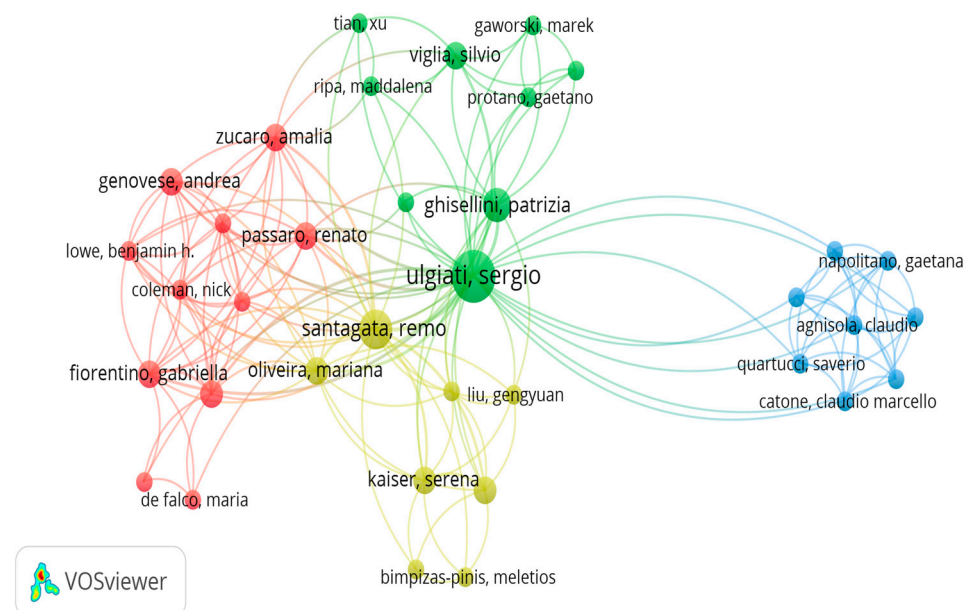 tian, xu
gaworski, marek
viglia, silvio
ripa, maddalena
protano, gaetano
zucaro, amalia
genovese, andrea
ghisellini, patrizia
passaro, renato
lowe, benjamin h.
napolitano, gaetana
ulgiati, sergio
coleman, nick
santagata, remo
agnisola, claudio
quartucci, saverio
fiorentino, gabriella
oliveira, mariana
liu, gengyuan
catone, claudio marcello
kaiser, serena
de falco, maria
bimpizas-pinis, meletios
VOSviewer